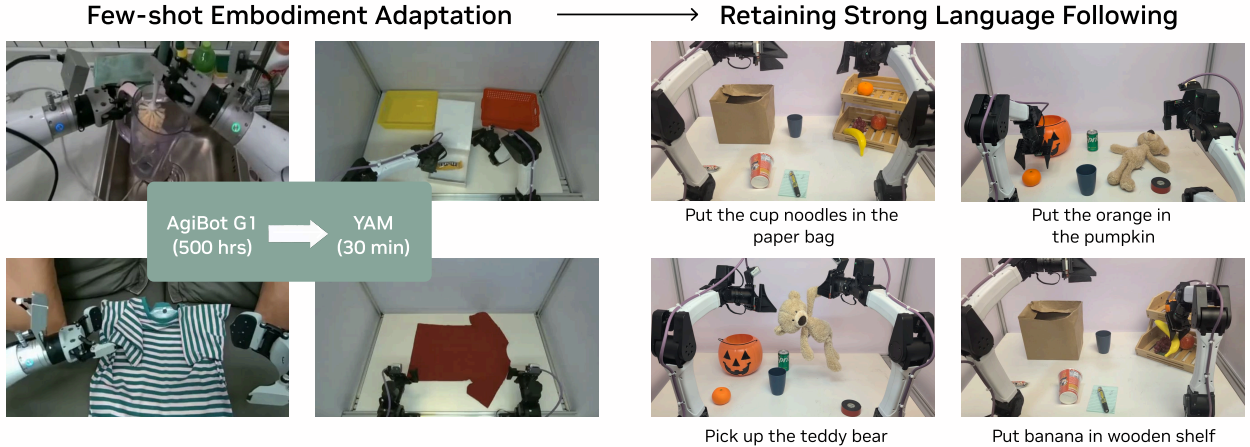 Few-shot Embodiment Adaptation
Retaining Strong Language Following
AgiBot G1
(500 hrs)
YAM
(30 min)
Put the cup noodles in the
paper bag
Put the orange in
the pumpkin
Pick up the teddy bear
Put banana in wooden shelf